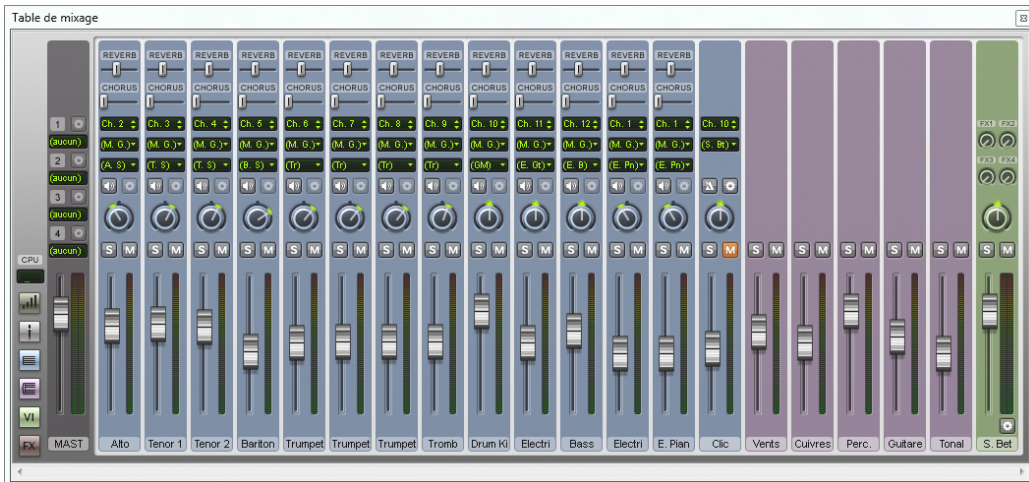 Table de mixage
REVERB REVERB REVERB REVERB REVERB REVERB REVERB REVERB REVERB REVERB REVERB REVERB REVERB
CHORUS CHORUS CHORUS CHORUS CHORUS CHORUS CHORUS CHORUS CHORUS CHORUS CHORUS CHORUS CHORUS
1 Ch. 2 Ch. 3 Ch. 4 Ch. 5 Ch. 6 Ch. 7 Ch. 8 Ch. 9 Ch. 10 Ch. 11 Ch. 12 Ch. 1 Ch. 1 Ch. 10 FX1 FX2
(aucun) (M. G.) (M. G.) (M. G.) (M. G.) (M. G.) (M. G.) (M. G.) (M. G.) (M. G.) (M. G.) (M. G.) (M. G.) (M. G.) (S. Bt)
2 (A. S) (T. S) (T. S) (B. S) (Tr) (Tr) (Tr) (Tr) (GM) (E. Gt) (E. B) (E. Pn) (E. Pn) FX3 FX4
(aucun)
3
(aucun)
4
(aucun) S M S M S M S M S M S M S M S M S M S M S M S M S M S M S M S M S M S M S M S M
CPU
VI
FX MAST Alto Tenor 1 Tenor 2 Bariton Trumpet Trumpet Trumpet Tromb Drum Ki Electri Bass Electri E. Pian Clic Vents Cuivres Perc. Guitare Tonal S. Bet